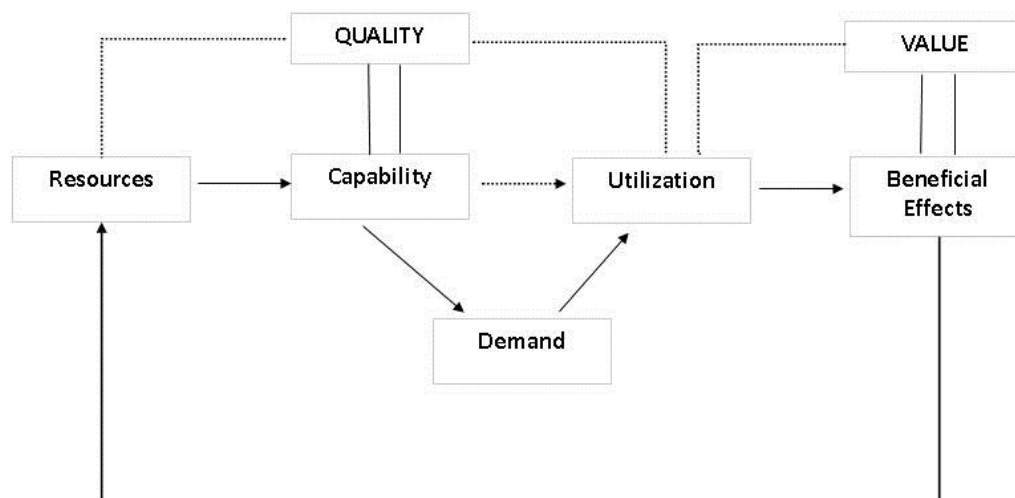 QUALITY
VALUE
Resources
Capability
Utilization
Beneficial
Effects
Demand